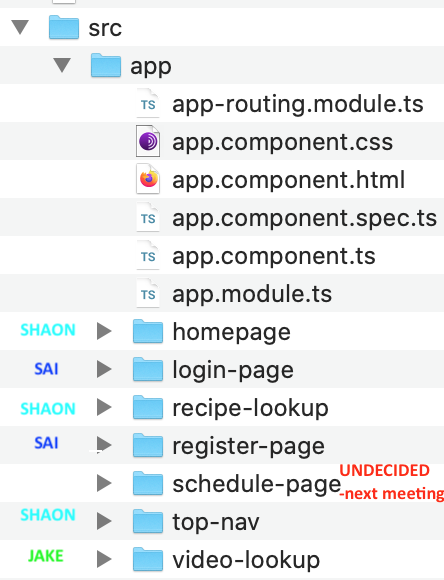 src
app
TS app-routing.module.ts
app.component.css
app.component.html
TS app.component.spec.ts
TS app.component.ts
TS app.module.ts
SHAON homepage
SAI login-page
SHAON recipe-lookup
SAI register-page
schedule-page UNDECIDED
-next meeting
SHAON top-nav
JAKE video-lookup